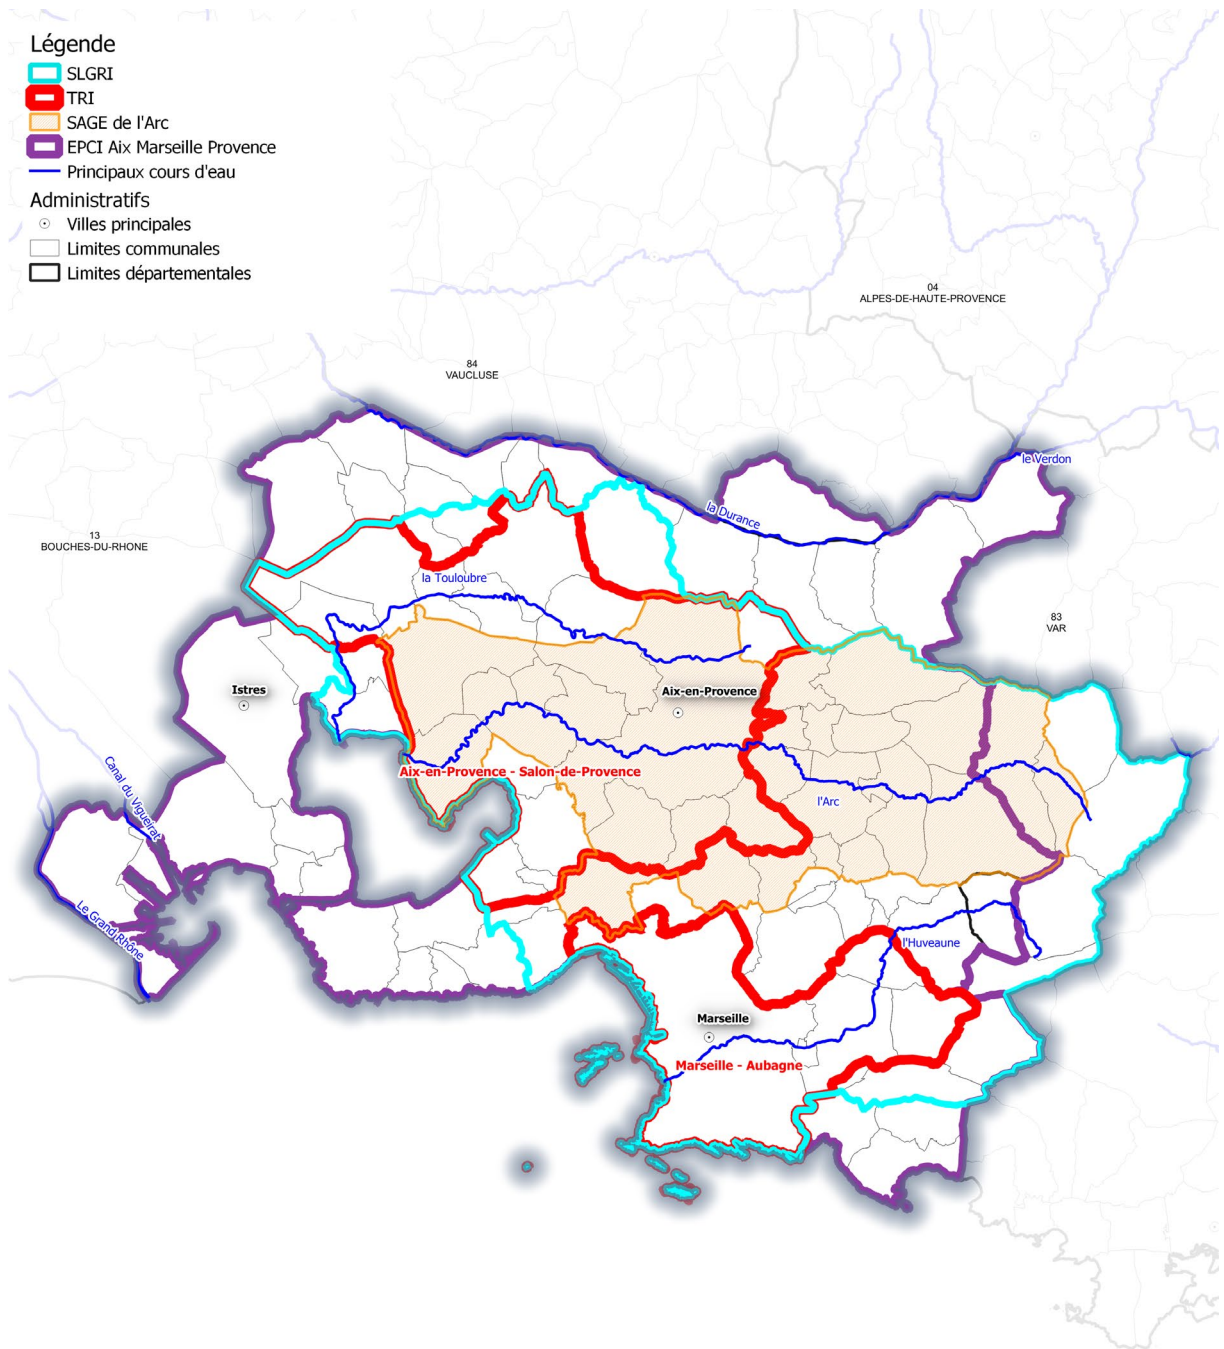 Légende
SLGRI
TRI
SAGE de l'Arc
EPCI Aix Marseille Provence
Principaux cours d'eau
Administratifs
Villes principales
Limites communales
Limites départementales
04
ALPES-DE-HAUTE-PROVENCE
84
VAUCLUSE
le Verdon
la Durance
13
BOUCHES-DU-RHONE
la Touloubre
83
VAR
Istres
Aix-en-Provence
Canal du Vigueirat
Aix-en-Provence - Salon-de-Provence
l'Arc
Le Grand Rhône
l'Huveaune
Marseille
Marseille - Aubagne